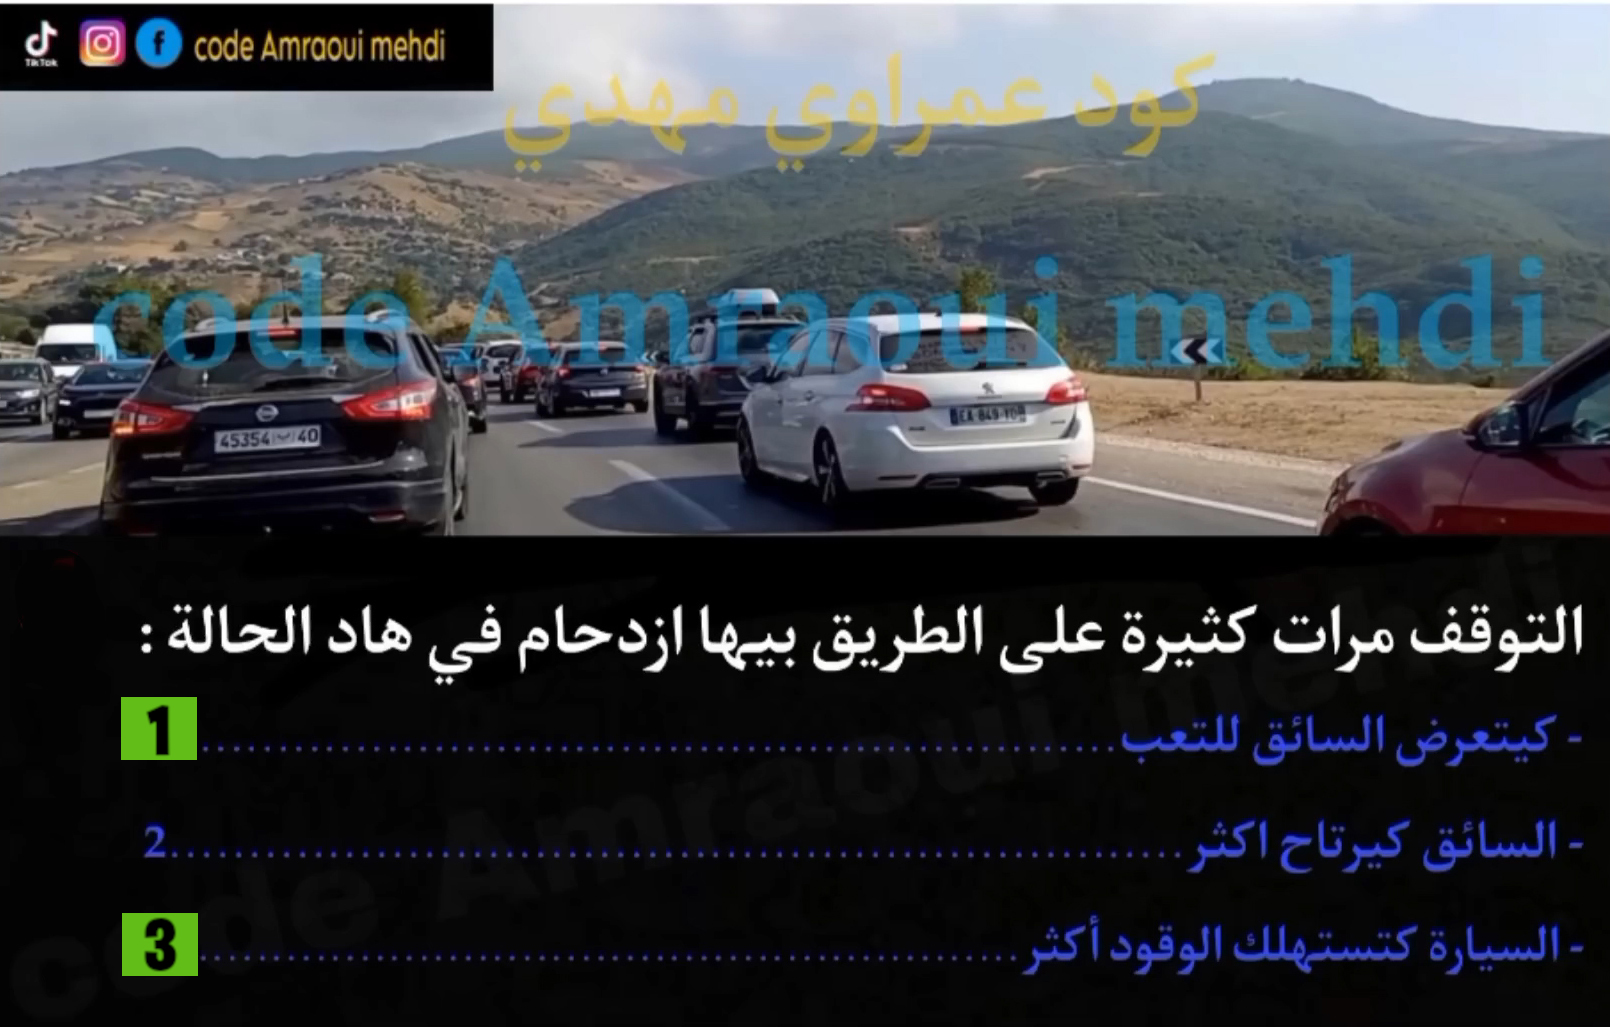 TikTok code Amraoui mehdi
كود عمراوي مهدي
code Amraoui mehdi
45354 ب 40
EA 849 YD
التوقف مرات كثيرة على الطريق بيها ازدحام في هاد الحالة :
- كيتعرض السائق للتعب........................................1
- السائق كيرتاح اكثر........................................2
- السيارة كتستهلك الوقود أكثر........................................3
code Amraoui mehdi